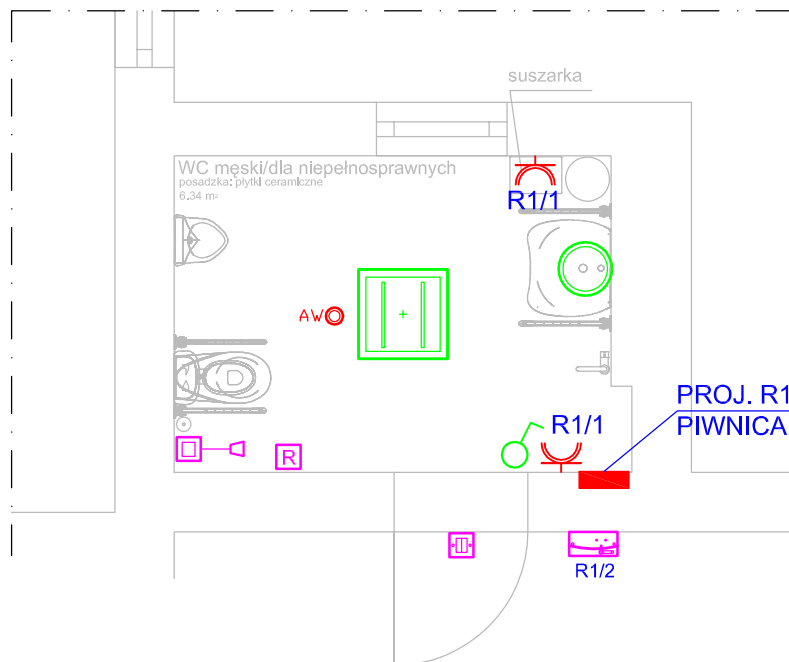 suszarka
WC męski/dla niepełnosprawnych
posadzka: płytki ceramiczne
6.34 m²
R1/1
AW
PROJ. R1
PIWNICA
R1/1
R
R1/2